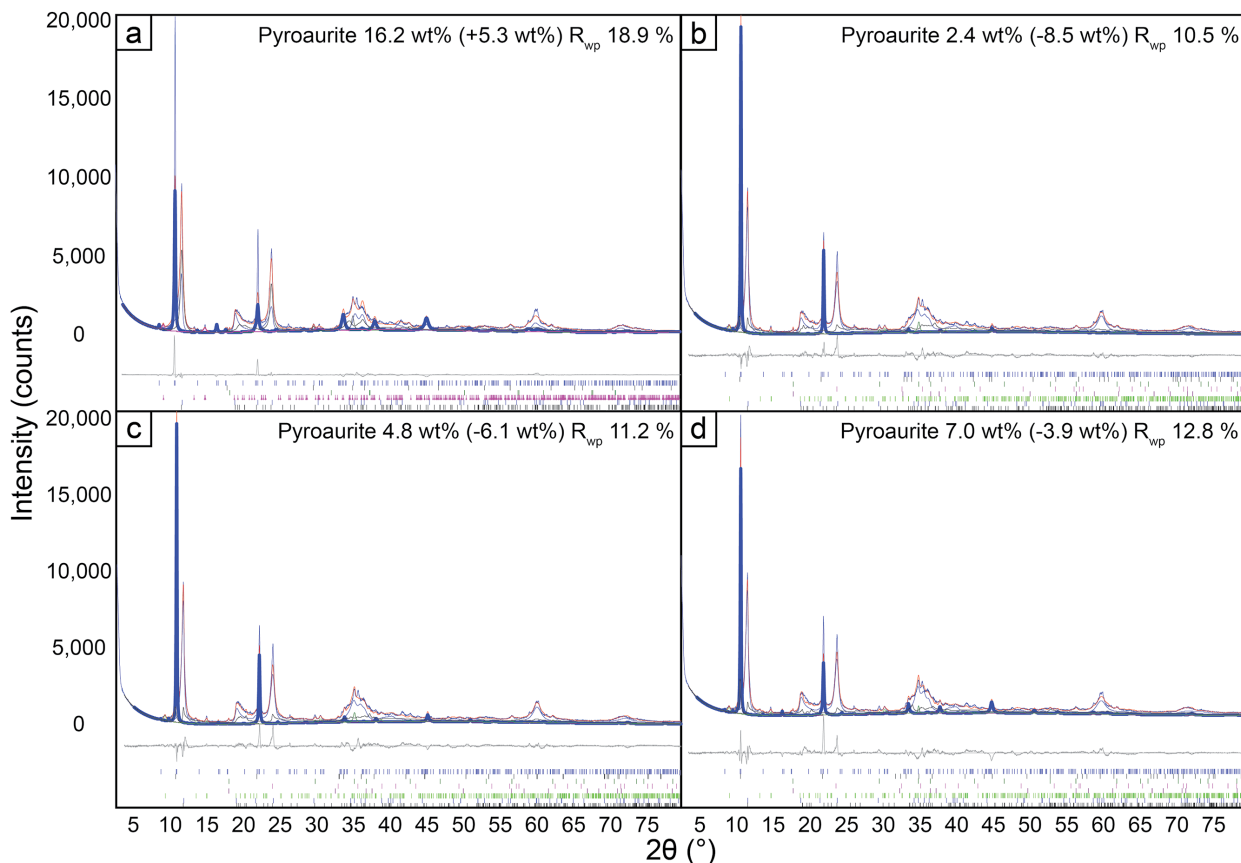 a
Pyroaurite 16.2 wt% (+5.3 wt%) Rwp 18.9 %
b
Pyroaurite 2.4 wt% (-8.5 wt%) Rwp 10.5 %
20,000
15,000
10,000
5,000
0
c
Pyroaurite 4.8 wt% (-6.1 wt%) Rwp 11.2 %
d
Pyroaurite 7.0 wt% (-3.9 wt%) Rwp 12.8 %
20,000
15,000
10,000
5,000
0
Intensity (counts)
5 10 15 20 25 30 35 40 45 50 55 60 65 70 75
5 10 15 20 25 30 35 40 45 50 55 60 65 70 75
2θ (°)